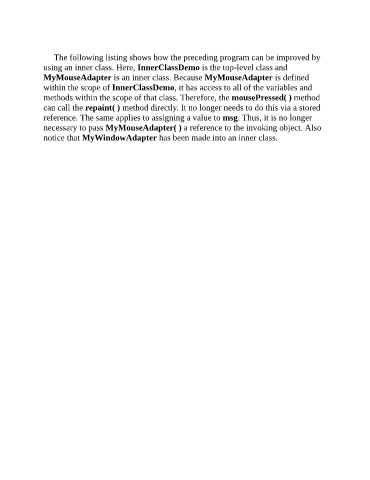 The following listing shows how the preceding program can be improved by
using an inner class. Here, InnerClassDemo is the top-level class and
MyMouseAdapter is an inner class. Because MyMouseAdapter is defined
within the scope of InnerClassDemo, it has access to all of the variables and
methods within the scope of that class. Therefore, the mousePressed( ) method
can call the repaint( ) method directly. It no longer needs to do this via a stored
reference. The same applies to assigning a value to msg. Thus, it is no longer
necessary to pass MyMouseAdapter( ) a reference to the invoking object. Also
notice that MyWindowAdapter has been made into an inner class.